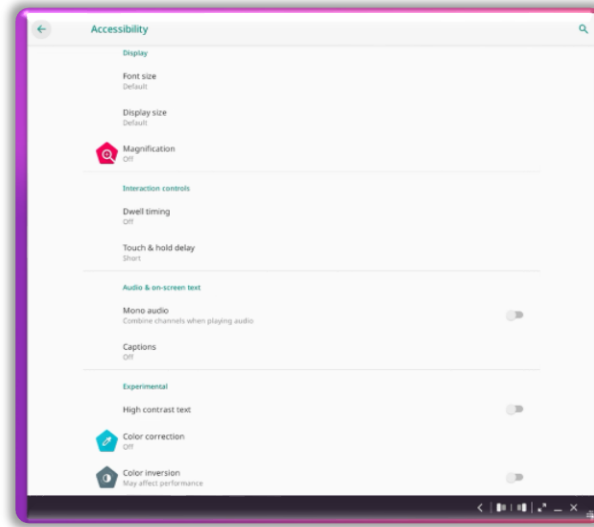 Accessibility
Display
Font size
Default
Display size
Default
Magnification
Off
Interaction controls
Dwell timing
Off
Touch & hold delay
Short
Audio & on-screen text
Mono audio
Combine channels when playing audio
Captions
Off
Experimental
High contrast text
Color correction
Off
Color inversion
May affect performance